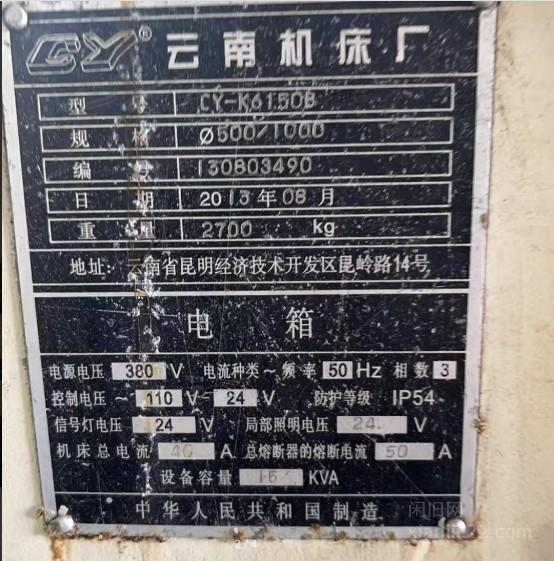 CY® 云南机床厂
型号 CY-K6150B
规格 Ø500/1000
编号 130803490
日期 2013年08月
重量 2700 kg
地址: 云南省昆明经济技术开发区昆岭路14号
电箱
电源电压 380 V 电流种类~ 频率 50 Hz 相数 3
控制电压~ 110 V~ 24 V 防护等级 IP54
信号灯电压 24 V 局部照明电压 24 V
机床总电流 40 A 总熔断器的熔断电流 50 A
设备容量 15 KVA
中华人民共和国制造
闲旧网